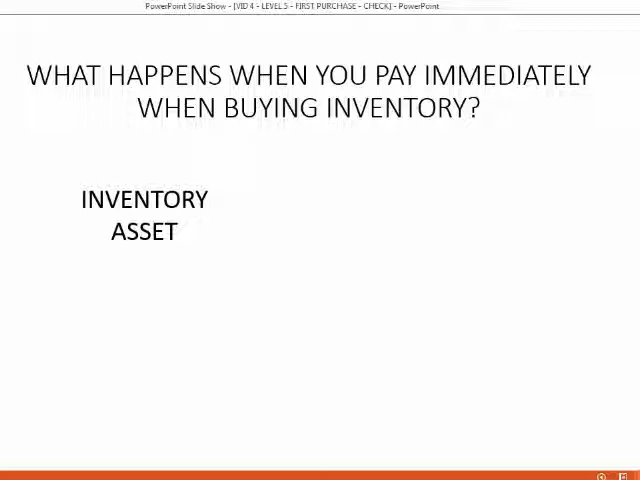 PowerPoint Slide Show - [VID 4 - LEVEL 5 - FIRST PURCHASE - CHECK] - PowerPoint
WHAT HAPPENS WHEN YOU PAY IMMEDIATELY
WHEN BUYING INVENTORY?
INVENTORY
ASSET